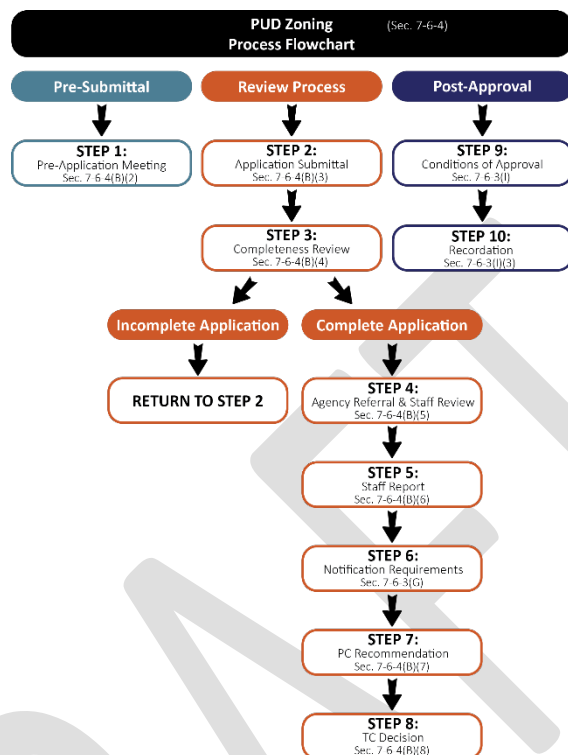 PUD Zoning (Sec. 7-6-4)
Process Flowchart
Pre-Submittal
Review Process
Post-Approval
STEP 1:
Pre-Application Meeting
Sec. 7-6-4(B)(2)
STEP 2:
Application Submittal
Sec. 7-6-4(B)(3)
STEP 9:
Conditions of Approval
Sec. 7-6-3(I)
STEP 3:
Completeness Review
Sec. 7-6-4(B)(4)
STEP 10:
Recordation
Sec. 7-6-3(I)(3)
Incomplete Application
Complete Application
RETURN TO STEP 2
STEP 4:
Agency Referral & Staff Review
Sec. 7-6-4(B)(5)
STEP 5:
Staff Report
Sec. 7-6-4(B)(6)
STEP 6:
Notification Requirements
Sec. 7-6-3(G)
STEP 7:
PC Recommendation
Sec. 7-6-4(B)(7)
STEP 8:
TC Decision
Sec. 7-6-4(B)(8)